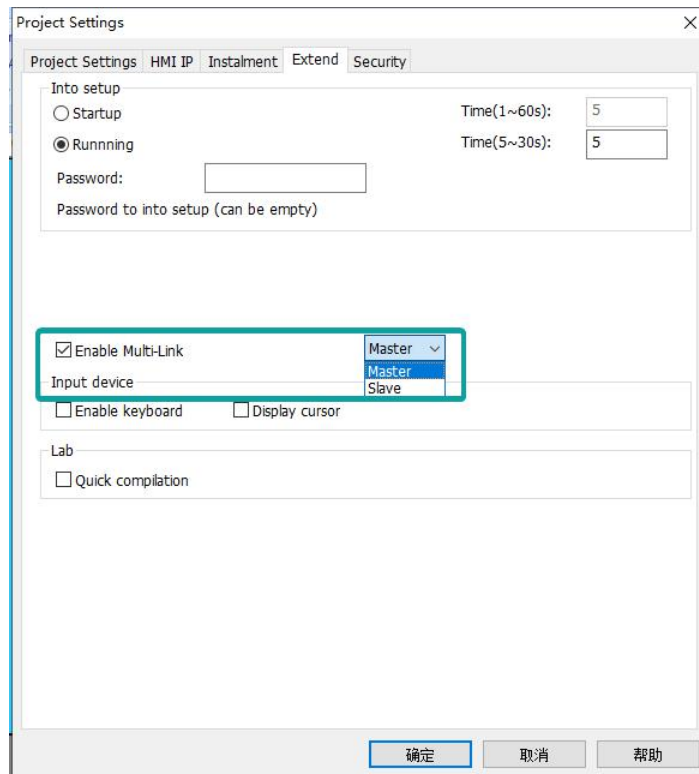 Project Settings
Project Settings HMI IP Instalment Extend Security
Into setup
Startup Time(1~60s): 5
Runnning Time(5~30s): 5
Password:
Password to into setup (can be empty)
Enable Multi-Link Master
Master
Input device
Slave
Enable keyboard Display cursor
Lab
Quick compilation
确定 取消 帮助